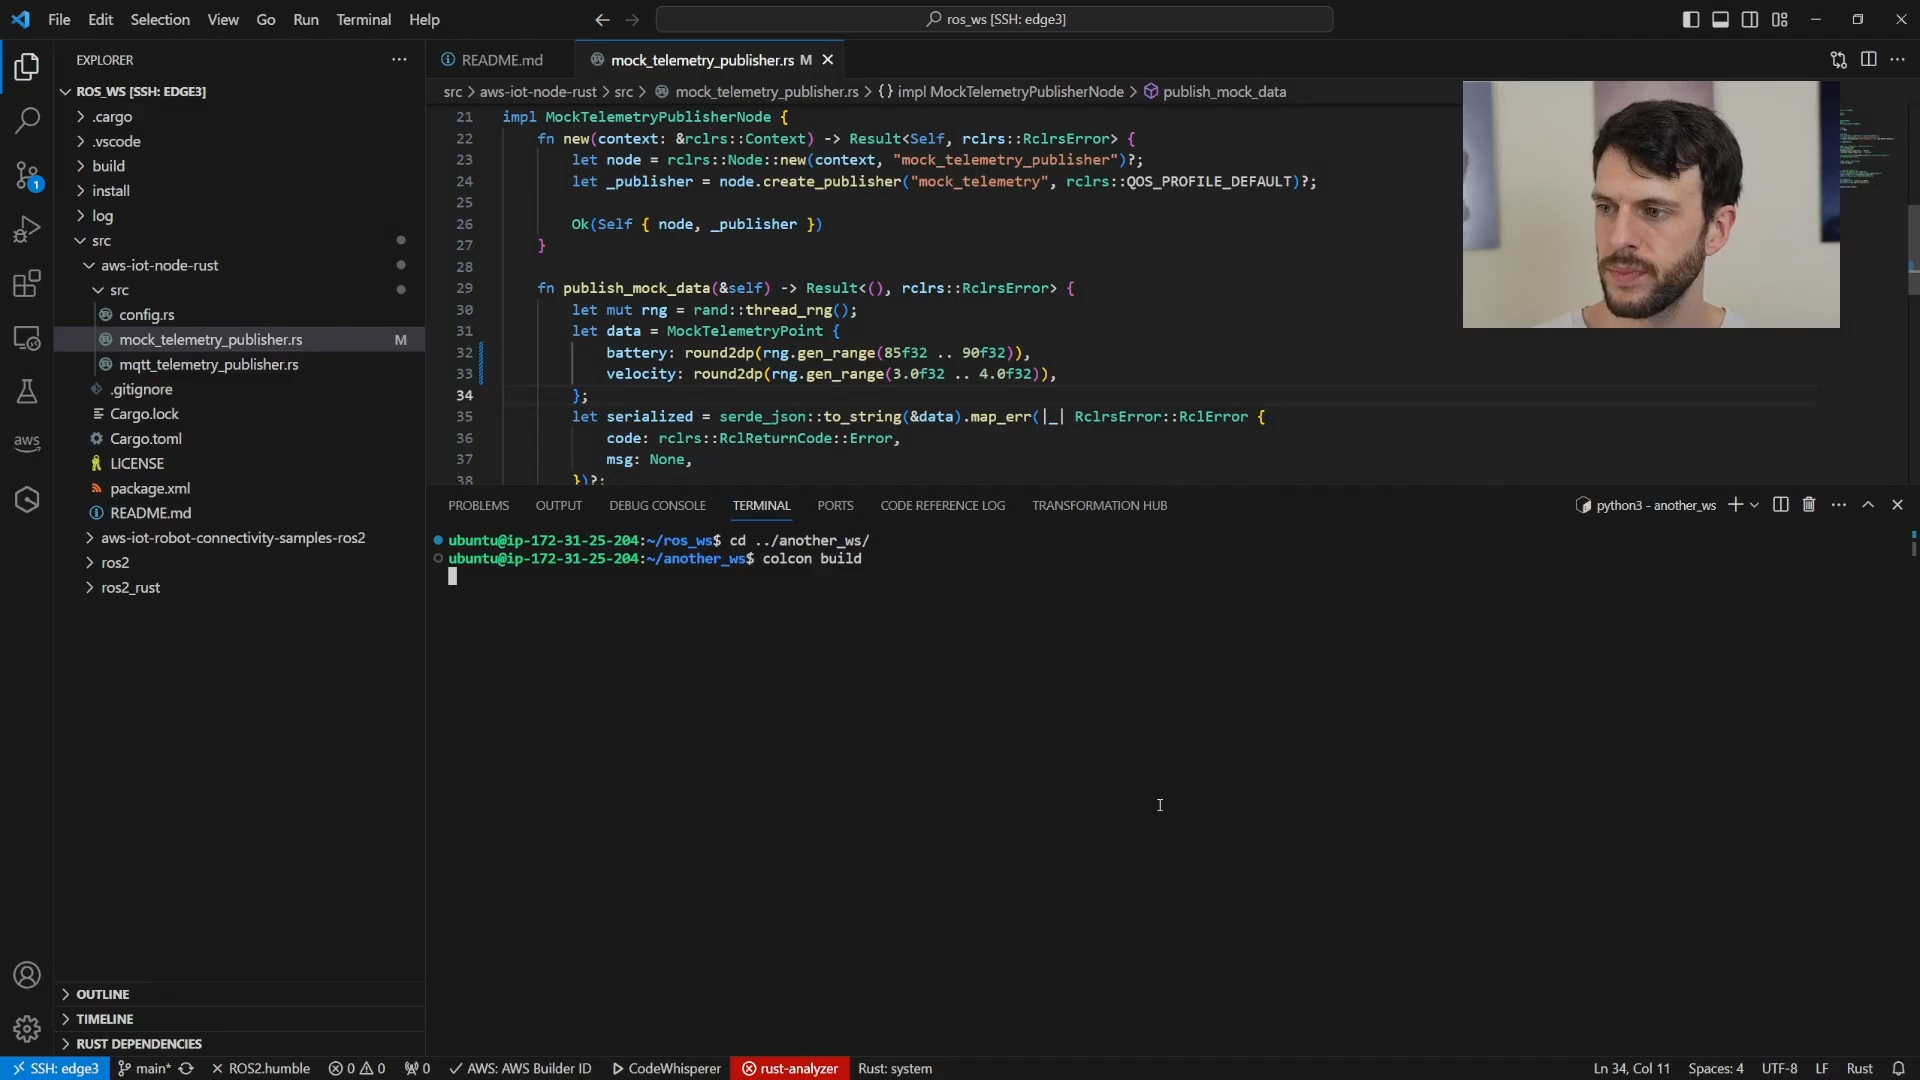 File Edit Selection View Go Run Terminal Help
ros_ws [SSH: edge3]
EXPLORER
README.md
mock_telemetry_publisher.rs M
ROS_WS [SSH: EDGE3]
src > aws-iot-node-rust > src > mock_telemetry_publisher.rs > {} impl MockTelemetryPublisherNode > publish_mock_data
.cargo
.vscode
build
install
log
src
aws-iot-node-rust
src
config.rs
mock_telemetry_publisher.rs M
mqtt_telemetry_publisher.rs
.gitignore
Cargo.lock
Cargo.toml
LICENSE
package.xml
README.md
aws-iot-robot-connectivity-samples-ros2
ros2
ros2_rust
1
aws
21 impl MockTelemetryPublisherNode {
22 fn new(context: &rclrs::Context) -> Result<Self, rclrs::RclrsError> {
23 let node = rclrs::Node::new(context, "mock_telemetry_publisher")?;
24 let _publisher = node.create_publisher("mock_telemetry", rclrs::QOS_PROFILE_DEFAULT)?;
25
26 Ok(Self { node, _publisher })
27 }
28
29 fn publish_mock_data(&self) -> Result<(), rclrs::RclrsError> {
30 let mut rng = rand::thread_rng();
31 let data = MockTelemetryPoint {
32 battery: round2dp(rng.gen_range(85f32 .. 90f32)),
33 velocity: round2dp(rng.gen_range(3.0f32 .. 4.0f32)),
34 };
35 let serialized = serde_json::to_string(&data).map_err(|_| RclrsError::RclError {
36 code: rclrs::RclReturnCode::Error,
37 msg: None,
38 })?;
PROBLEMS OUTPUT DEBUG CONSOLE TERMINAL PORTS CODE REFERENCE LOG TRANSFORMATION HUB
python3 - another_ws
ubuntu@ip-172-31-25-204:~/ros_ws$ cd ../another_ws/
ubuntu@ip-172-31-25-204:~/another_ws$ colcon build
OUTLINE
TIMELINE
RUST DEPENDENCIES
SSH: edge3 main* ROS2.humble 0 0 0 AWS: AWS Builder ID CodeWhisperer rust-analyzer Rust: system Ln 34, Col 11 Spaces: 4 UTF-8 LF Rust